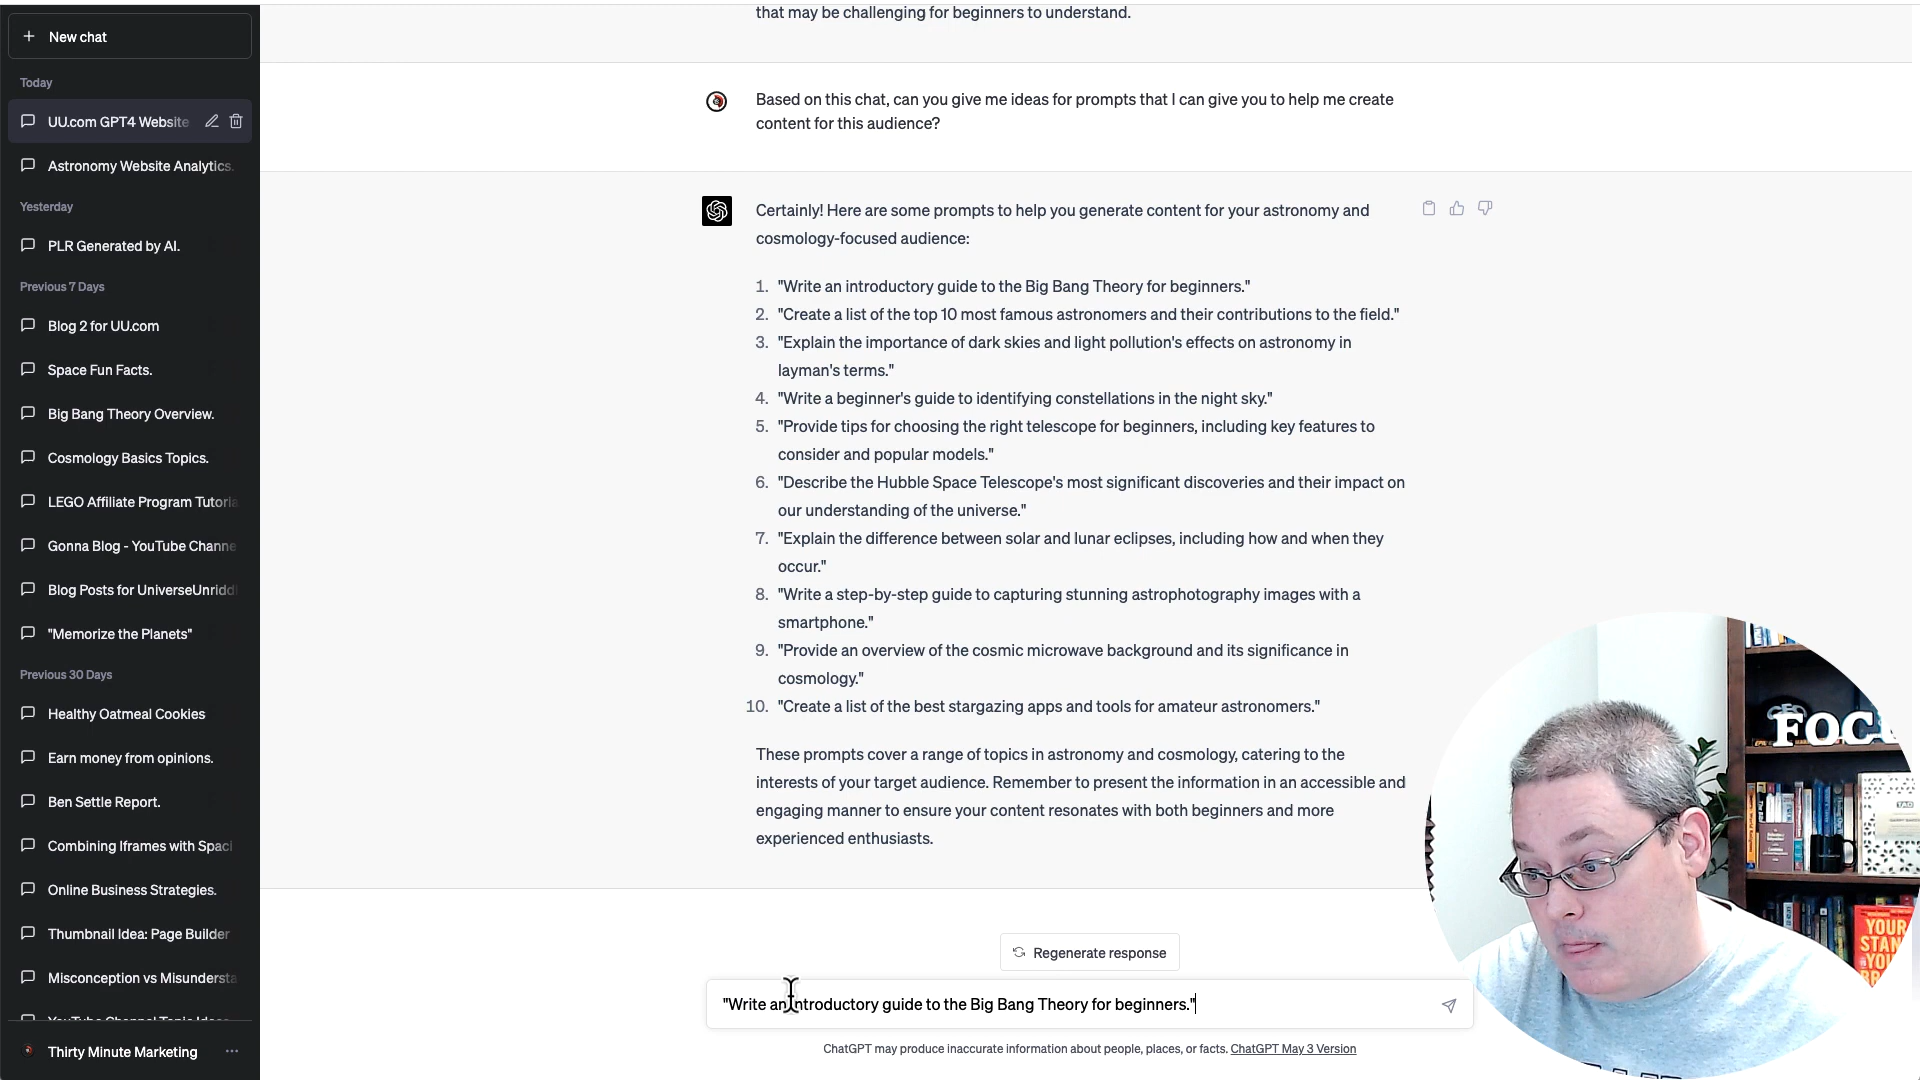 New chat
Today
UU.com GPT4 Website
Astronomy Website Analytics.
Yesterday
PLR Generated by AI.
Previous 7 Days
Blog 2 for UU.com
Space Fun Facts.
Big Bang Theory Overview.
Cosmology Basics Topics.
LEGO Affiliate Program Tutoria
Gonna Blog - YouTube Channe
Blog Posts for UniverseUnridd
"Memorize the Planets"
Previous 30 Days
Healthy Oatmeal Cookies
Earn money from opinions.
Ben Settle Report.
Combining Iframes with Spaci
Online Business Strategies.
Thumbnail Idea: Page Builder
Misconception vs Misundersta
YouTube Channel Topic Ideas
Thirty Minute Marketing
that may be challenging for beginners to understand.
Based on this chat, can you give me ideas for prompts that I can give you to help me create
content for this audience?
Certainly! Here are some prompts to help you generate content for your astronomy and
cosmology-focused audience:
1. "Write an introductory guide to the Big Bang Theory for beginners."
2. "Create a list of the top 10 most famous astronomers and their contributions to the field."
3. "Explain the importance of dark skies and light pollution's effects on astronomy in
layman's terms."
4. "Write a beginner's guide to identifying constellations in the night sky."
5. "Provide tips for choosing the right telescope for beginners, including key features to
consider and popular models."
6. "Describe the Hubble Space Telescope's most significant discoveries and their impact on
our understanding of the universe."
7. "Explain the difference between solar and lunar eclipses, including how and when they
occur."
8. "Write a step-by-step guide to capturing stunning astrophotography images with a
smartphone."
9. "Provide an overview of the cosmic microwave background and its significance in
cosmology."
10. "Create a list of the best stargazing apps and tools for amateur astronomers."
These prompts cover a range of topics in astronomy and cosmology, catering to the
interests of your target audience. Remember to present the information in an accessible and
engaging manner to ensure your content resonates with both beginners and more
experienced enthusiasts.
Regenerate response
"Write an introductory guide to the Big Bang Theory for beginners."
ChatGPT may produce inaccurate information about people, places, or facts. ChatGPT May 3 Version
FOC
TAO
YOUR
STAN